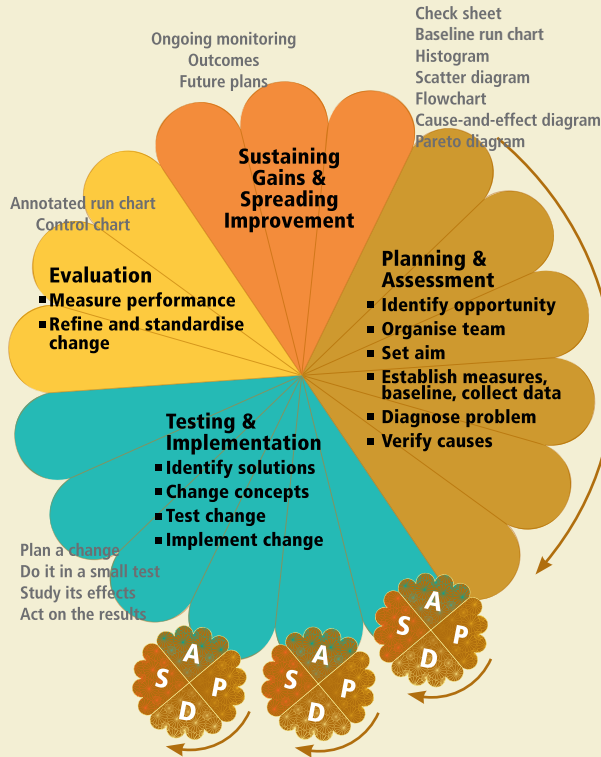 Check sheet
Baseline run chart
Histogram
Scatter diagram
Flowchart
Cause-and-effect diagram
Pareto diagram
Ongoing monitoring
Outcomes
Future plans
Sustaining
Gains &
Spreading
Improvement
Annotated run chart
Control chart
Evaluation
Measure performance
Refine and standardise
change
Planning &
Assessment
Identify opportunity
Organise team
Set aim
Establish measures,
baseline, collect data
Diagnose problem
Verify causes
Testing &
Implementation
Identify solutions
Change concepts
Test change
Implement change
Plan a change
Do it in a small test
Study its effects
Act on the results
A
P
D
S
A
P
D
S
A
P
D
S